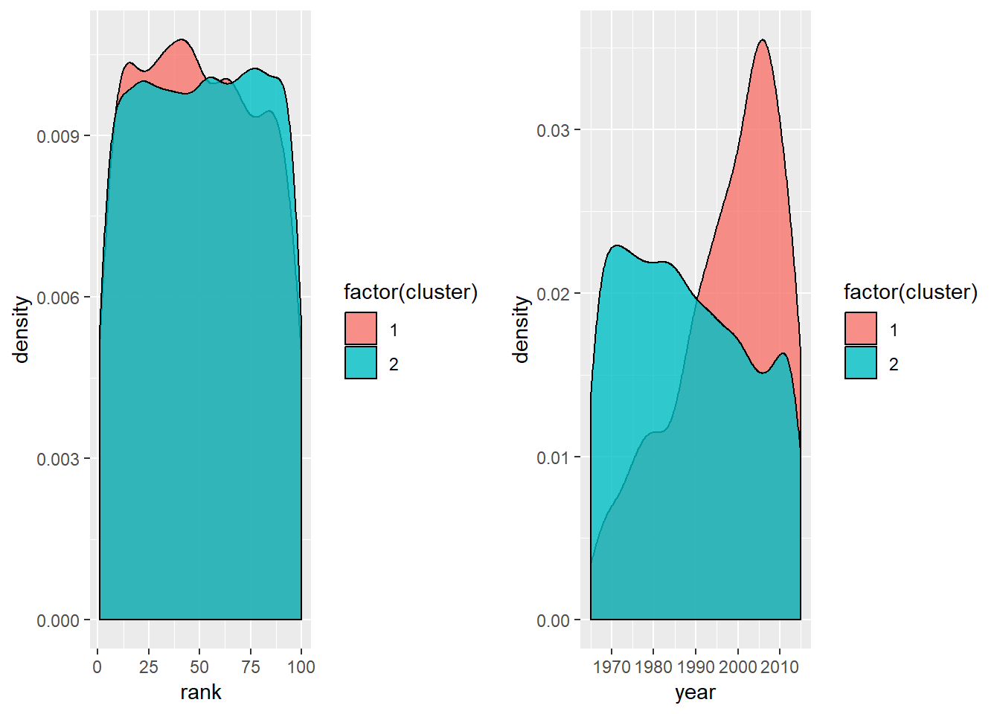 density
0.009
0.006
0.003
0.000
0 25 50 75 100
rank
factor(cluster)
1
2
density
0.03
0.02
0.01
0.00
1970 1980 1990 2000 2010
year
factor(cluster)
1
2